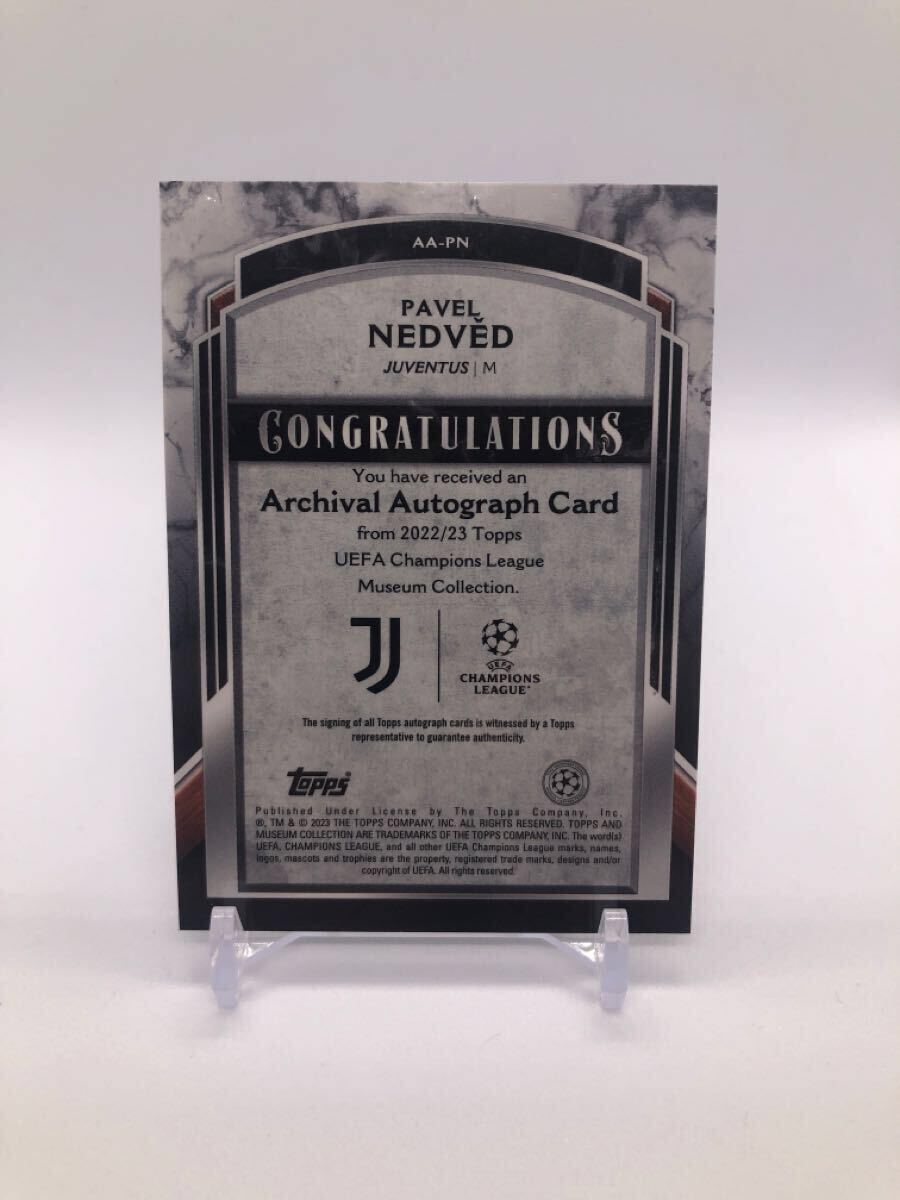 AA-PN
PAVEL
NEDVĚD
JUVENTUS | M
CONGRATULATIONS
You have received an
Archival Autograph Card
from 2022/23 Topps
UEFA Champions League
Museum Collection.
UEFA
CHAMPIONS
LEAGUE®
The signing of all Topps autograph cards is witnessed by a Topps
representative to guarantee authenticity.
topps®
Published Under License by The Topps Company, Inc.
®, TM & © 2023 THE TOPPS COMPANY, INC. ALL RIGHTS RESERVED. TOPPS AND
MUSEUM COLLECTION ARE TRADEMARKS OF THE TOPPS COMPANY, INC. The word(s)
UEFA, CHAMPIONS LEAGUE, and all other UEFA Champions League marks, names,
logos, mascots and trophies are the property, registered trade marks, designs and/or
copyright of UEFA. All rights reserved.